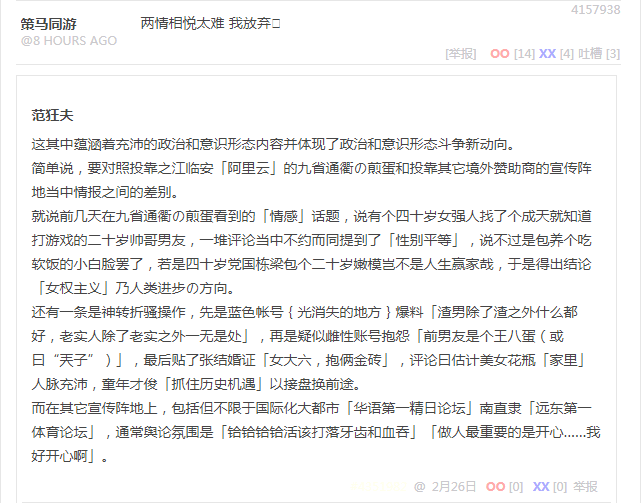 4157938
策马同游
两情相悦太难 我放弃
@8 HOURS AGO
[举报] OO [14] XX [4] 吐槽 [3]
范狂夫
这其中蕴涵着充沛的政治和意识形态内容并体现了政治和意识形态斗争新动向。
简单说，要对照投靠之江临安「阿里云」的九省通衢の煎蛋和投靠其它境外赞助商的宣传阵
地当中情报之间的差别。
就说前几天在九省通衢の煎蛋看到的「情感」话题，说有个四十岁女强人找了个成天就知道
打游戏的二十岁帅哥男友，一堆评论当中不约而同提到了「性别平等」，说不过是包养个吃
软饭的小白脸罢了，若是四十岁党国栋梁包个二十岁嫩模岂不是人生赢家哉，于是得出结论
「女权主义」乃人类进步の方向。
还有一条是神转折骚操作，先是蓝色帐号｛光消失的地方｝爆料「渣男除了渣之外什么都
好，老实人除了老实之外一无是处」，再是疑似雌性账号抱怨「前男友是个王八蛋（或
曰“兲子”）」，最后贴了张结婚证「女大六，抱俩金砖」，评论曰估计美女花瓶「家里」
人脉充沛，童年才俊「抓住历史机遇」以接盘换前途。
而在其它宣传阵地上，包括但不限于国际化大都市「华语第一精日论坛」南直隶「远东第一
体育论坛」，通常舆论氛围是「铪铪铪铪活该打落牙齿和血吞」「做人最重要的是开心……我
好开心啊」。
@ 2月26日 OO [0] XX [0] 举报